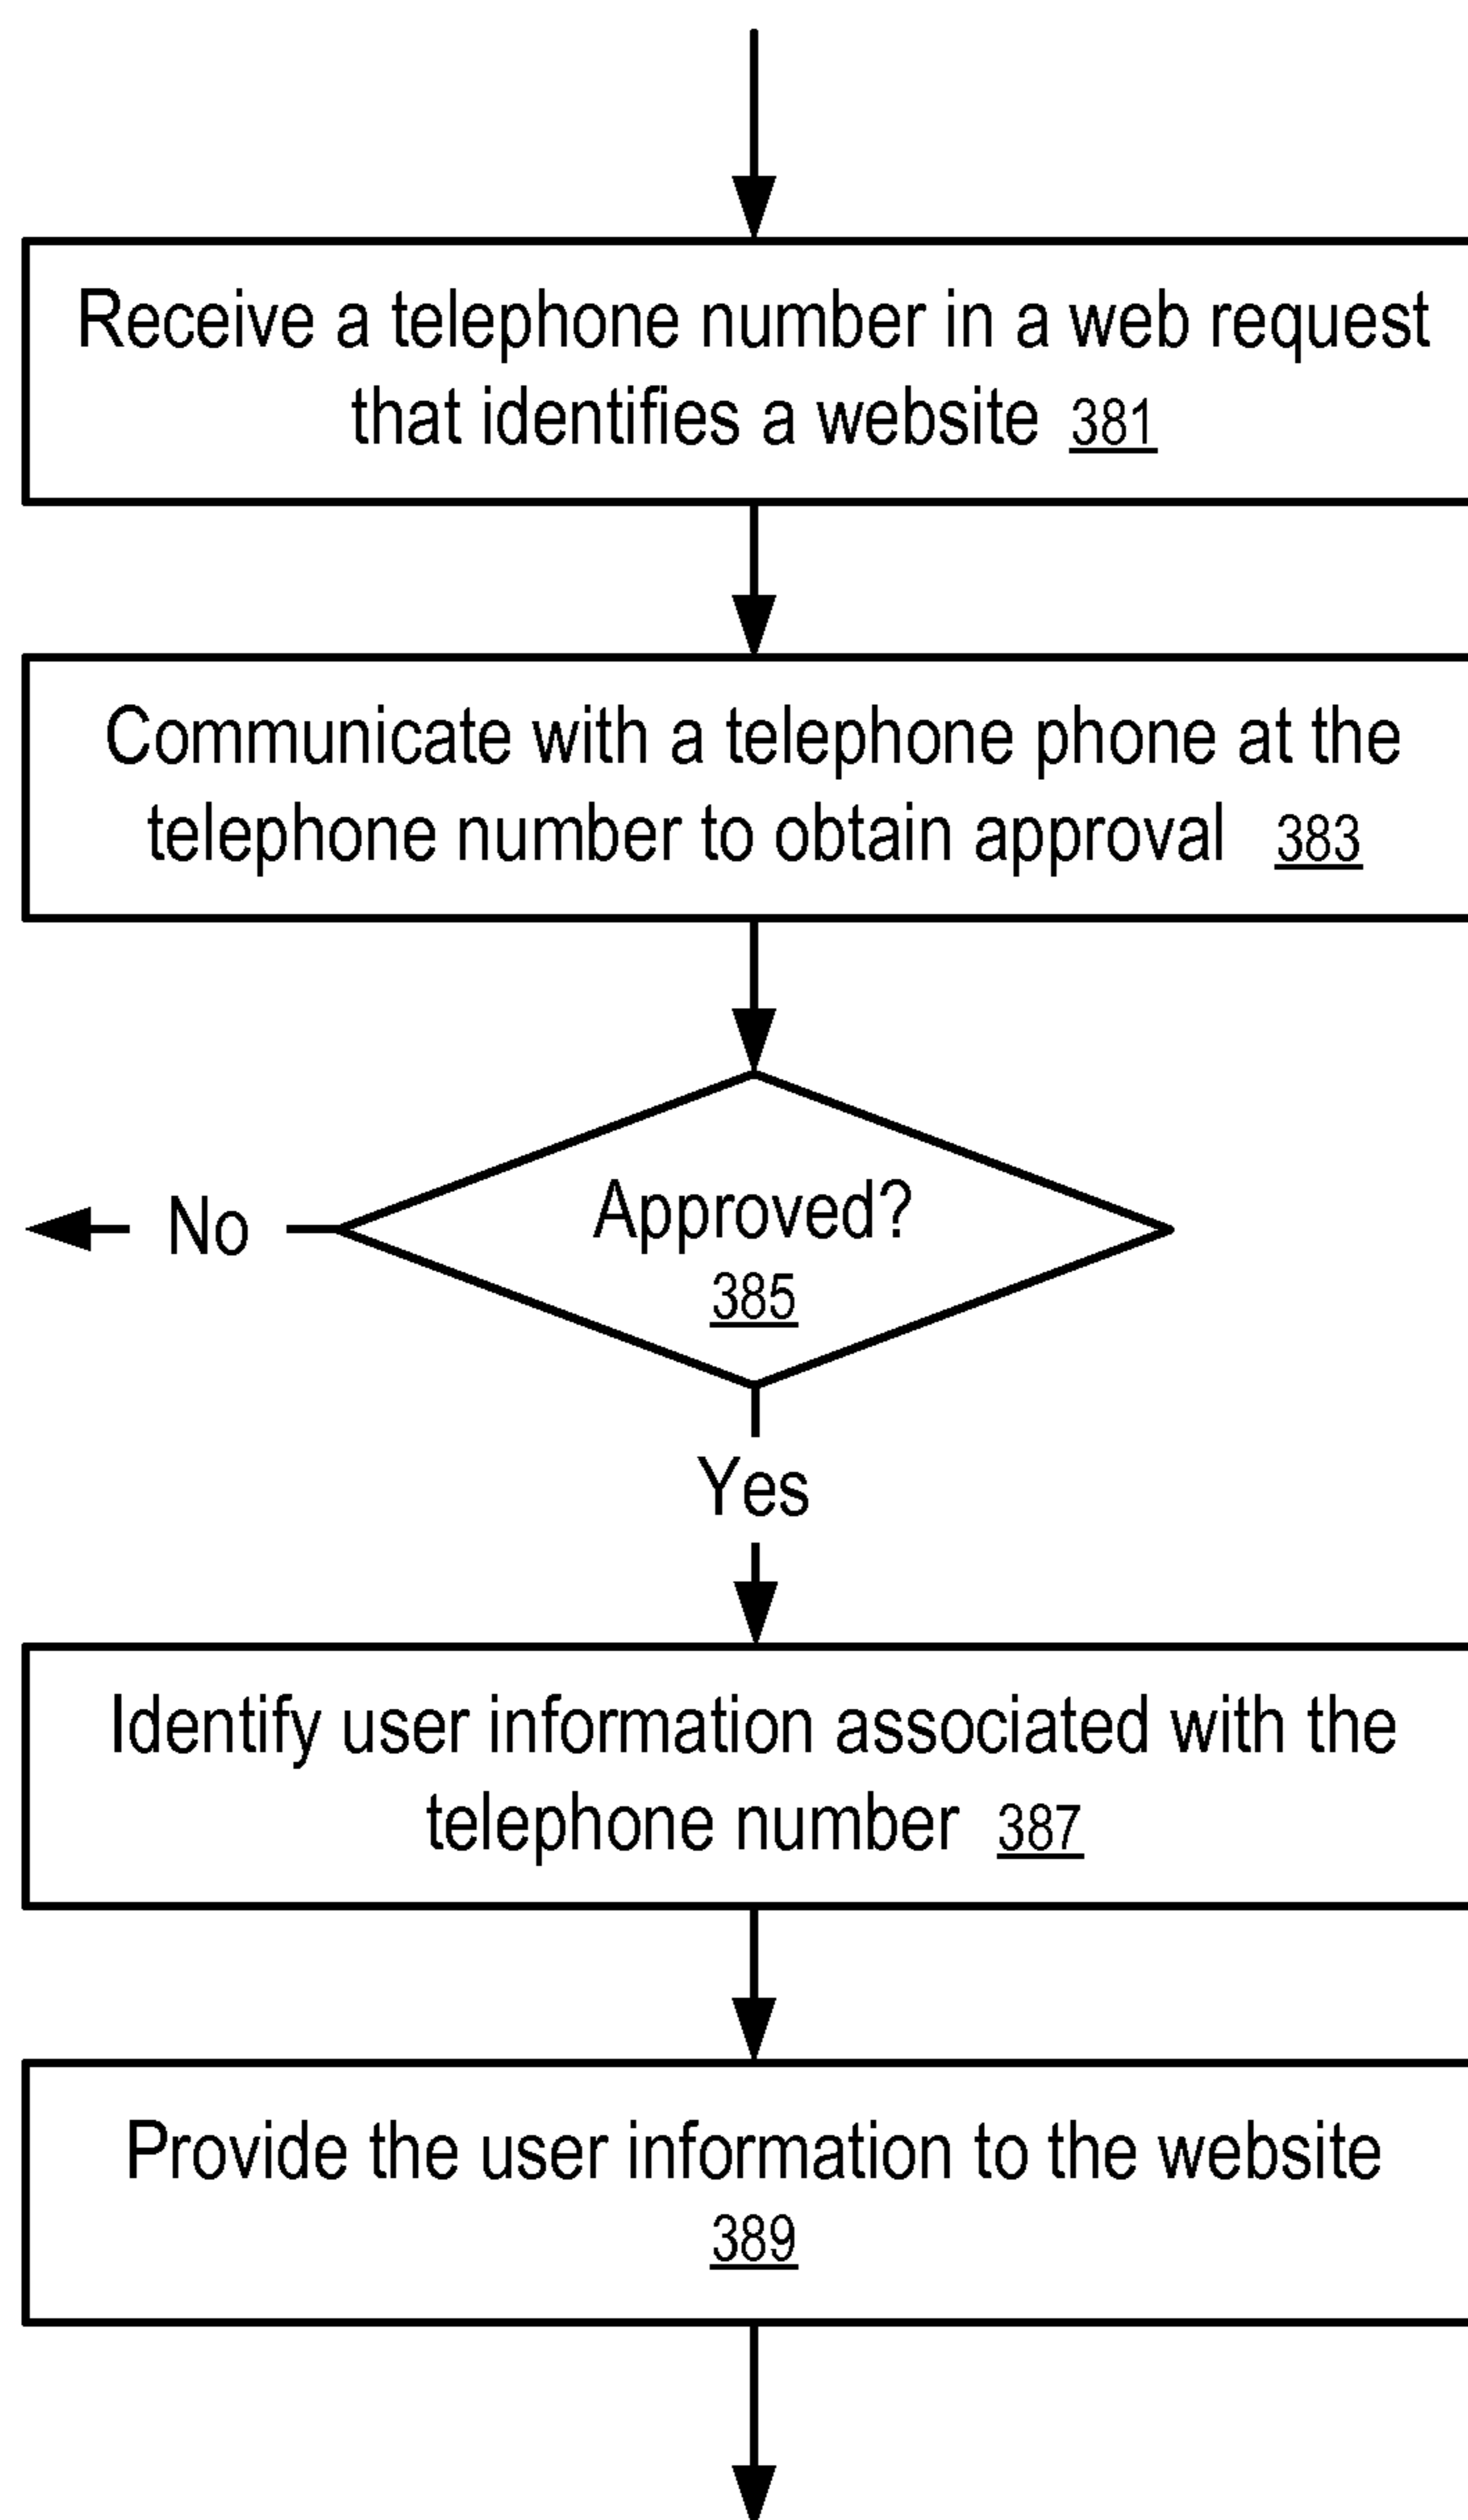 Receive a telephone number in a web request
that identifies a website 381
Communicate with a telephone phone at the
telephone number to obtain approval 383
Approved?
385
No
Yes
Identify user information associated with the
telephone number 387
Provide the user information to the website
389